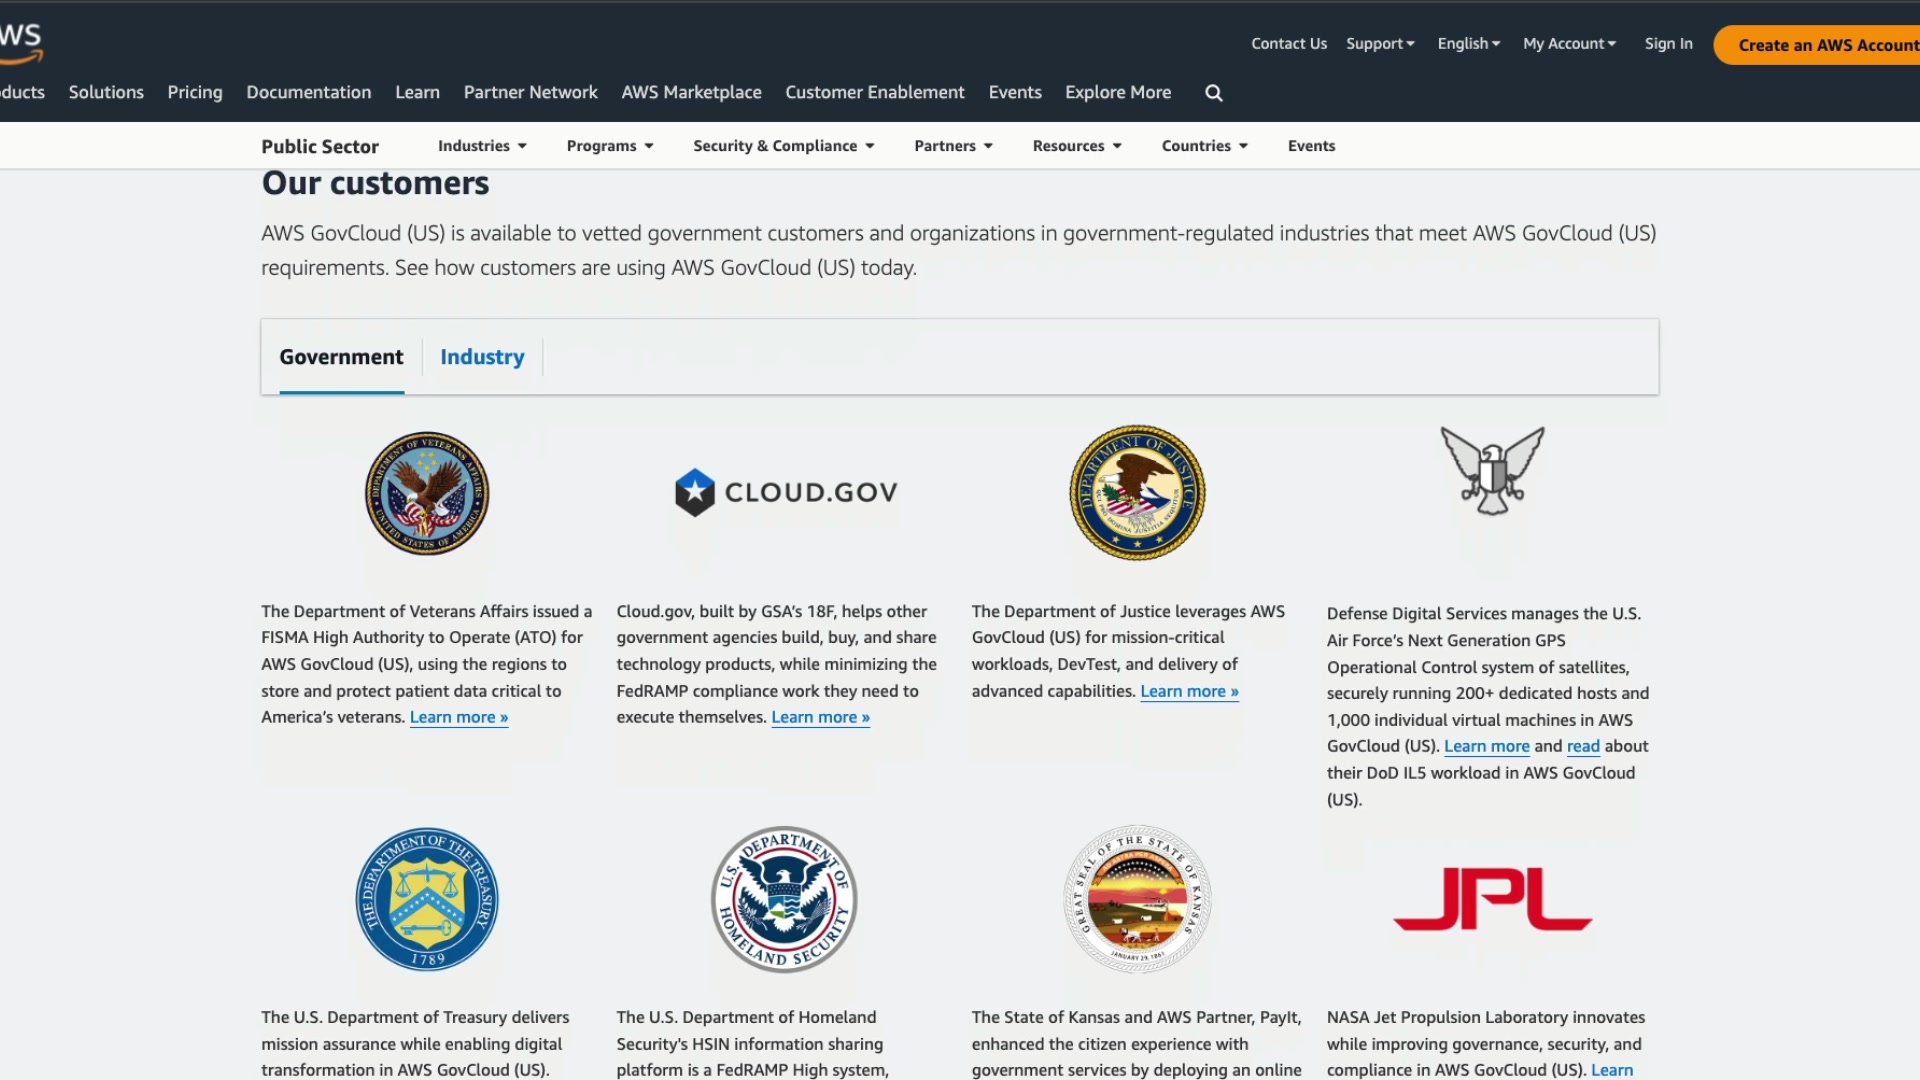 WS
Contact Us Support English My Account Sign In Create an AWS Account
ducts Solutions Pricing Documentation Learn Partner Network AWS Marketplace Customer Enablement Events Explore More
Public Sector Industries Programs Security & Compliance Partners Resources Countries Events
Our customers
AWS GovCloud (US) is available to vetted government customers and organizations in government-regulated industries that meet AWS GovCloud (US)
requirements. See how customers are using AWS GovCloud (US) today.
Government Industry
DEPARTMENT OF VETERANS AFFAIRS
UNITED STATES OF AMERICA
CLOUD.GOV
DEPARTMENT OF JUSTICE
QUI PRO DOMINA JUSTITIA SEQUITUR
The Department of Veterans Affairs issued a
FISMA High Authority to Operate (ATO) for
AWS GovCloud (US), using the regions to
store and protect patient data critical to
America's veterans. Learn more »
Cloud.gov, built by GSA's 18F, helps other
government agencies build, buy, and share
technology products, while minimizing the
FedRAMP compliance work they need to
execute themselves. Learn more »
The Department of Justice leverages AWS
GovCloud (US) for mission-critical
workloads, DevTest, and delivery of
advanced capabilities. Learn more »
Defense Digital Services manages the U.S.
Air Force's Next Generation GPS
Operational Control system of satellites,
securely running 200+ dedicated hosts and
1,000 individual virtual machines in AWS
GovCloud (US). Learn more and read about
their DoD IL5 workload in AWS GovCloud
(US).
THE DEPARTMENT OF THE TREASURY
1789
U.S. DEPARTMENT OF
HOMELAND SECURITY
GREAT SEAL OF THE STATE OF KANSAS
JANUARY 29, 1861
JPL
The U.S. Department of Treasury delivers
mission assurance while enabling digital
transformation in AWS GovCloud (US).
The U.S. Department of Homeland
Security's HSIN information sharing
platform is a FedRAMP High system,
The State of Kansas and AWS Partner, PayIt,
enhanced the citizen experience with
government services by deploying an online
NASA Jet Propulsion Laboratory innovates
while improving governance, security, and
compliance in AWS GovCloud (US). Learn